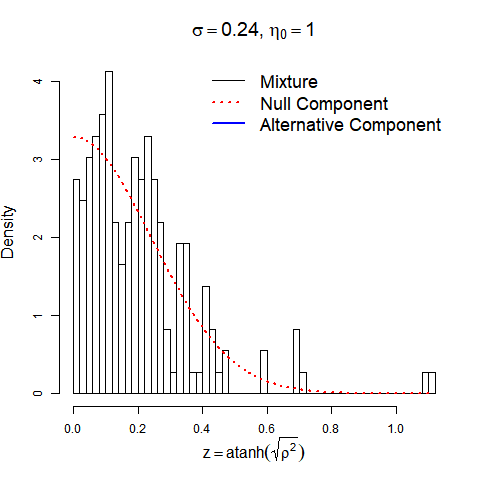 σ = 0.24, η₀ = 1
Mixture
Null Component
Alternative Component
Density
4
3
2
1
0
0.0 0.2 0.4 0.6 0.8 1.0
z = atanh(√ρ²)